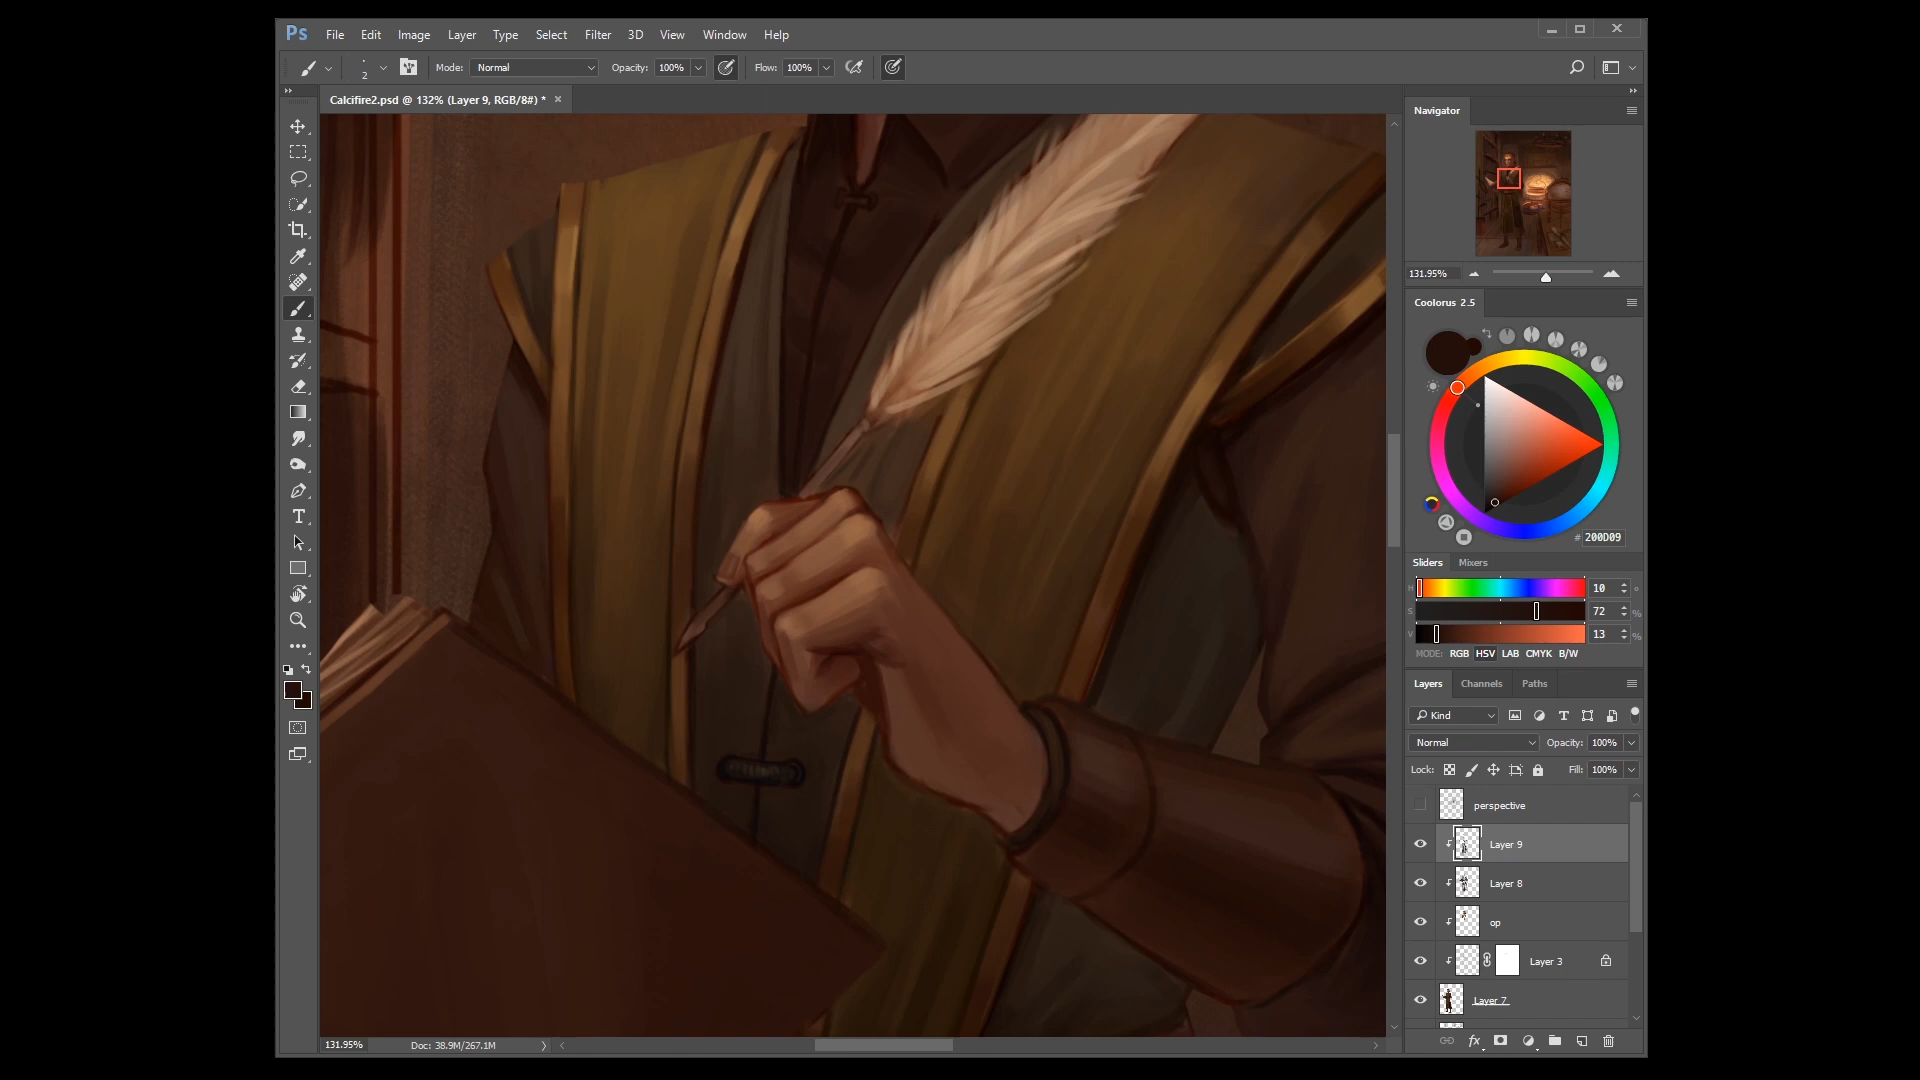 Ps File Edit Image Layer Type Select Filter 3D View Window Help
2 Mode: Normal Opacity: 100% Flow: 100%
Calcifire2.psd @ 132% (Layer 9, RGB/8#) * ×
Navigator
131.95%
Coolorus 2.5
# 200D09
Sliders Mixers
H 10 °
S 72 %
V 13 %
MODE: RGB HSV LAB CMYK B/W
Layers Channels Paths
Kind
Normal Opacity: 100%
Lock: Fill: 100%
perspective
Layer 9
Layer 8
op
Layer 3
Layer 7
131.95% Doc: 38.9M/267.1M